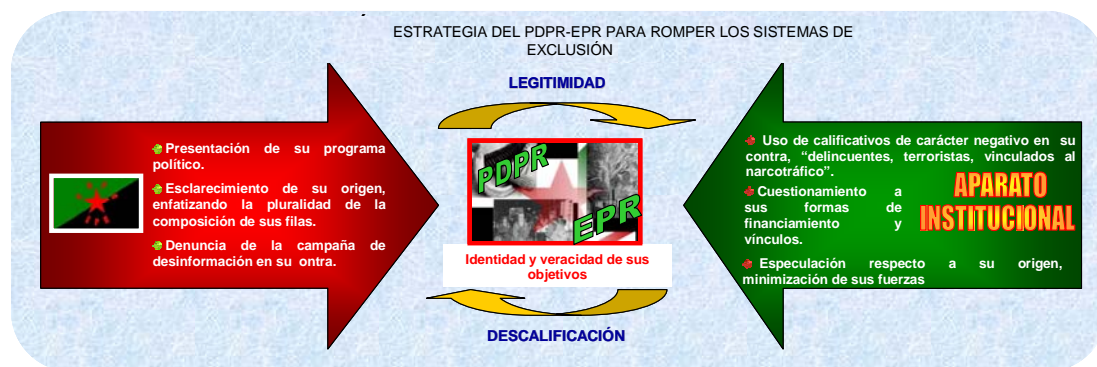 ESTRATEGIA DEL PDPR-EPR PARA ROMPER LOS SISTEMAS DE
EXCLUSIÓN
LEGITIMIDAD
Presentación de su programa
político.
Esclarecimiento de su origen,
enfatizando la pluralidad de la
composición de sus filas.
Denuncia de la campaña de
desinformación en su ontra.
PDPR
EPR
Identidad y veracidad de sus
objetivos
DESCALIFICACIÓN
Uso de calificativos de carácter negativo en su
contra, “delincuentes, terroristas, vinculados al
narcotráfico”.
Cuestionamiento a
sus formas de
financiamiento y
vínculos.
Especulación respecto a su origen,
minimización de sus fuerzas
APARATO
INSTITUCIONAL